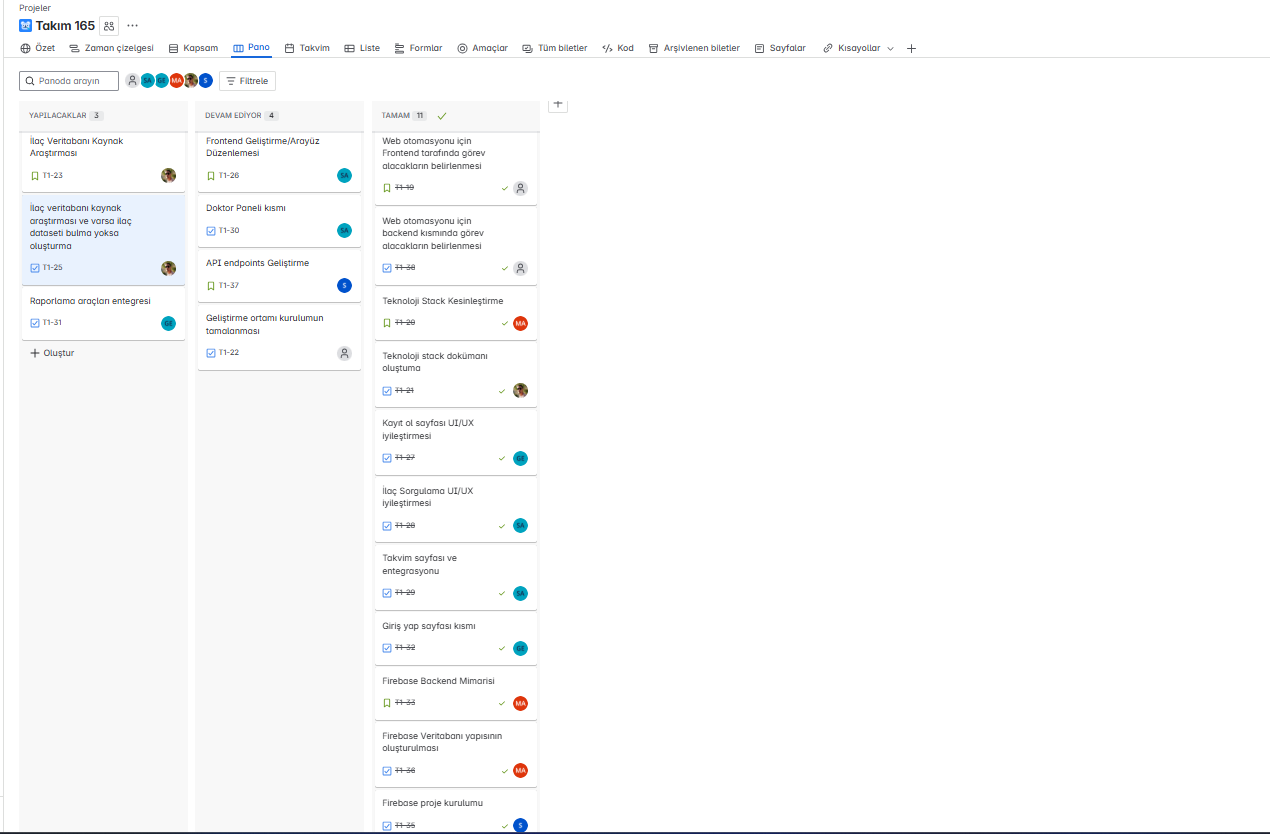 Projeler
Takım 165
Özet Zaman çizelgesi Kapsam Pano Takvim Liste Formlar Amaçlar Tüm biletler Kod Arşivlenen biletler Sayfalar Kısayollar
Panoda arayın SA GE MA S Filtrele
YAPILACAKLAR 3
İlaç Veritabanı Kaynak
Araştırması
T1-23
İlaç veritabanı kaynak
araştırması ve varsa ilaç
dataseti bulma yoksa
oluşturma
T1-25
Raporlama araçları entegresi
T1-31 GE
Oluştur
DEVAM EDİYOR 4
Frontend Geliştirme/Arayüz
Düzenlemesi
T1-26 SA
Doktor Paneli kısmı
T1-30 SA
API endpoints Geliştirme
T1-37 S
Geliştirme ortamı kurulumun
tamalanması
T1-22
TAMAM 11
Web otomasyonu için
Frontend tarafında görev
alacakların belirlenmesi
T1-19
Web otomasyonu için
backend kısmında görev
alacakların belirlenmesi
T1-38
Teknoloji Stack Kesinleştirme
T1-20 MA
Teknoloji stack dokümanı
oluştuma
T1-21
Kayıt ol sayfası UI/UX
iyileştirmesi
T1-27 GE
İlaç Sorgulama UI/UX
iyileştirmesi
T1-28 SA
Takvim sayfası ve
entegrasyonu
T1-29 SA
Giriş yap sayfası kısmı
T1-32 GE
Firebase Backend Mimarisi
T1-33 MA
Firebase Veritabanı yapısının
oluşturulması
T1-36 MA
Firebase proje kurulumu
T1-35 S